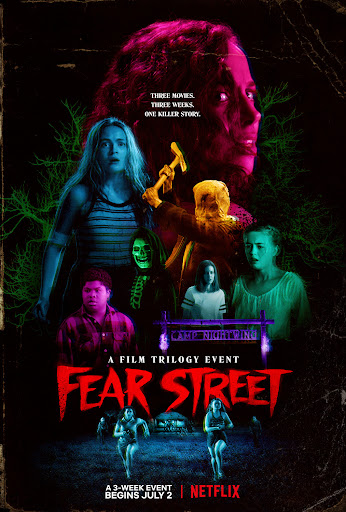 THREE MOVIES.
THREE WEEKS.
ONE KILLER STORY.
CAMP NIGHTWING
A FILM TRILOGY EVENT
FEAR STREET
A 3-WEEK EVENT
BEGINS JULY 2
NETFLIX